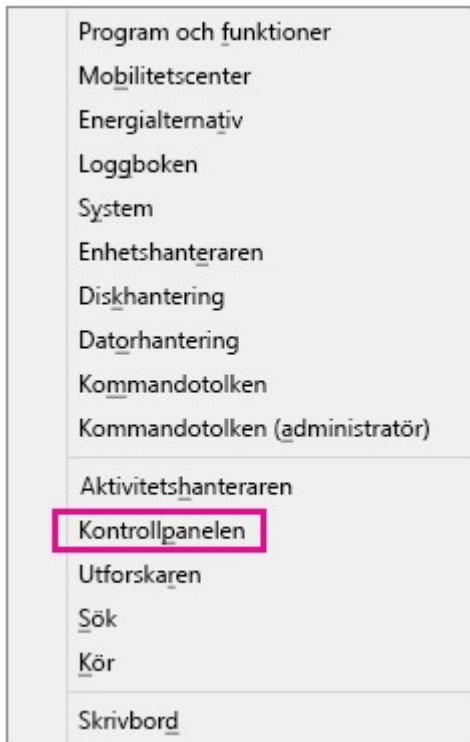 Program och funktioner
Mobilitetscenter
Energialternativ
Loggboken
System
Enhetshanteraren
Diskhantering
Datorhantering
Kommandotolken
Kommandotolken (administratör)
Aktivitetshanteraren
Kontrollpanelen
Utforskaren
Sök
Kör
Skrivbord